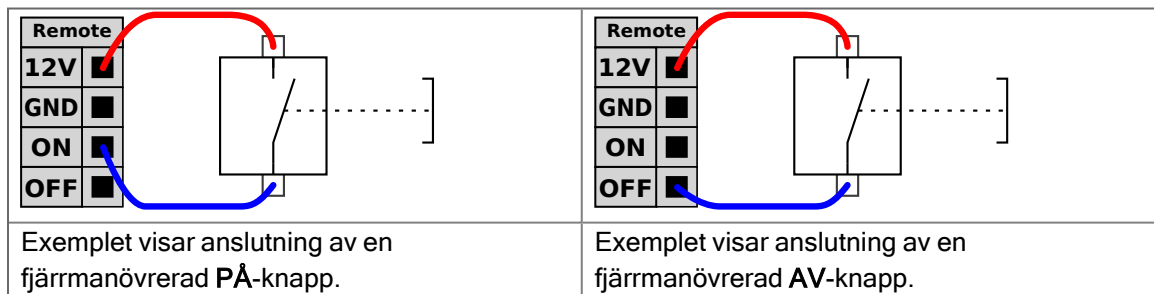 Remote
12V
GND
ON
OFF
Exemplet visar anslutning av en
fjärrmanövrerad PÅ-knapp.
Remote
12V
GND
ON
OFF
Exemplet visar anslutning av en
fjärrmanövrerad AV-knapp.